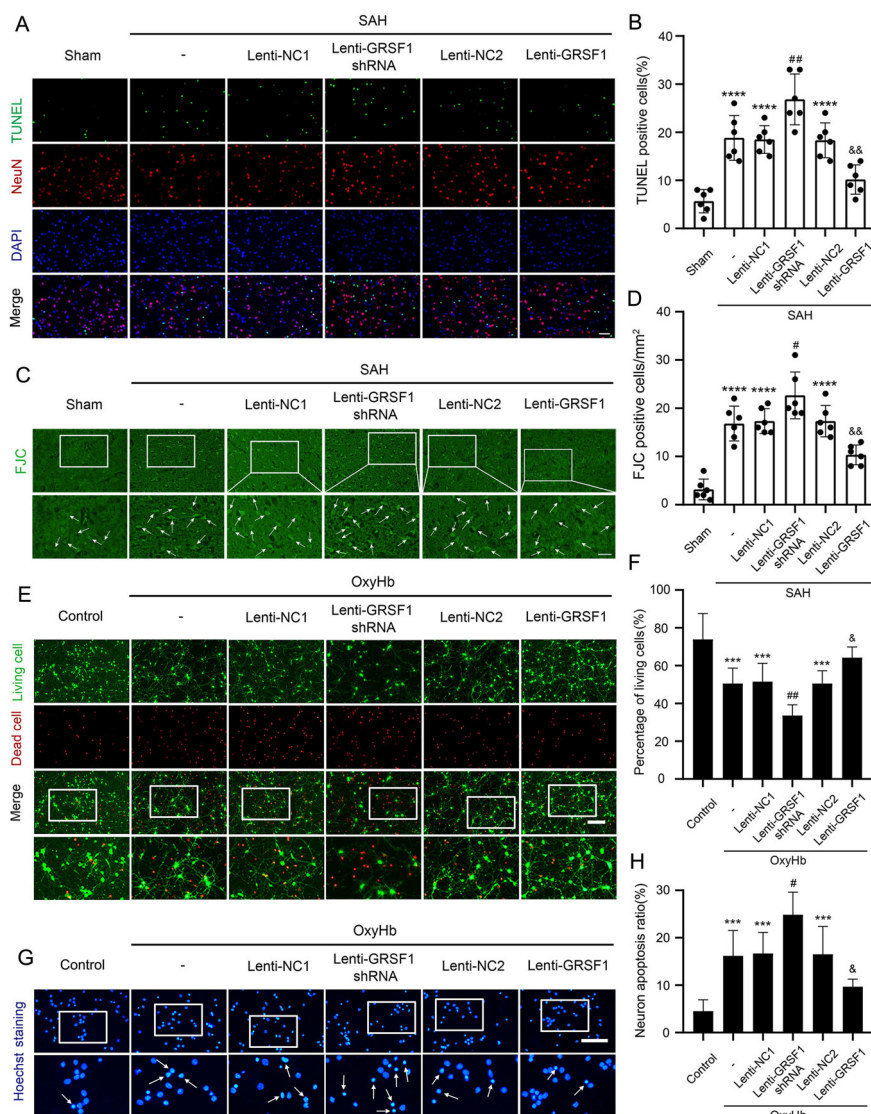 A
SAH
Sham
-
Lenti-NC1
Lenti-GRSF1
shRNA
Lenti-NC2
Lenti-GRSF1
TUNEL
NeuN
DAPI
Merge
B
TUNEL positive cells(%)
40
30
20
10
0
****
****
##
****
&&
Sham
-
Lenti-NC1
Lenti-GRSF1
shRNA
Lenti-NC2
Lenti-GRSF1
SAH
C
SAH
Sham
-
Lenti-NC1
Lenti-GRSF1
shRNA
Lenti-NC2
Lenti-GRSF1
FJC
D
FJC positive cells/mm²
40
30
20
10
0
****
****
#
****
&&
Sham
-
Lenti-NC1
Lenti-GRSF1
shRNA
Lenti-NC2
Lenti-GRSF1
SAH
E
OxyHb
Control
-
Lenti-NC1
Lenti-GRSF1
shRNA
Lenti-NC2
Lenti-GRSF1
Living cell
Dead cell
Merge
F
Percentage of living cells(%)
100
80
60
40
20
0
***
***
##
***
&
Control
-
Lenti-NC1
Lenti-GRSF1
shRNA
Lenti-NC2
Lenti-GRSF1
OxyHb
G
OxyHb
Control
-
Lenti-NC1
Lenti-GRSF1
shRNA
Lenti-NC2
Lenti-GRSF1
Hoechst staining
H
Neuron apoptosis ratio(%)
30
20
10
0
***
***
#
***
&
Control
-
Lenti-NC1
Lenti-GRSF1
shRNA
Lenti-NC2
Lenti-GRSF1
OxyHb